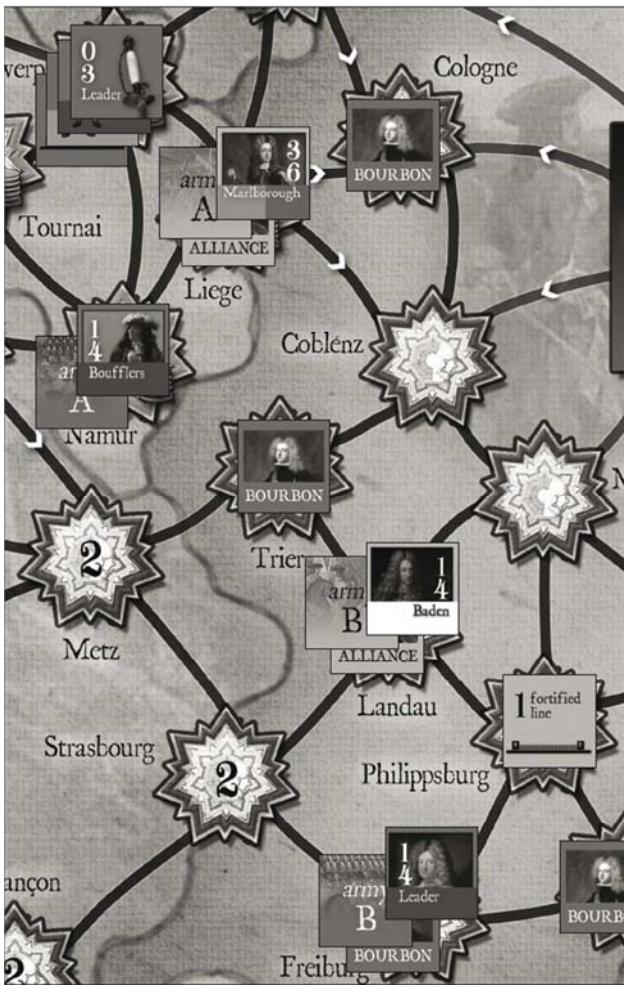 0
3
Leader
Cologne
BOURBON
3
6
Marlborough
A
ALLIANCE
Liege
Tournai
1
4
Boufflers
A
Namur
Coblenz
BOURBON
Trier
2
Metz
army
B
1
4
Baden
ALLIANCE
Landau
1 fortified
line
Philippsburg
Strasbourg
2
1
4
Leader
army
B
BOURBON
Freiburg
2